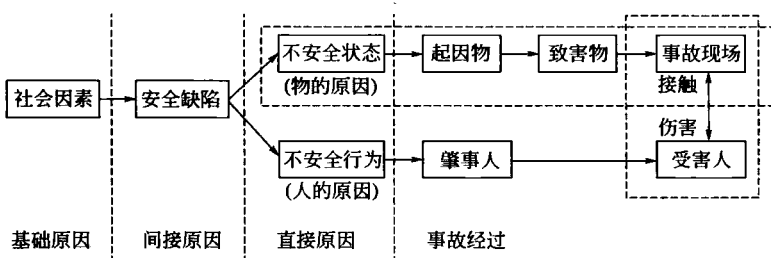 不安全状态
起因物
致害物
事故现场
(物的原因)
接触
社会因素
安全缺陷
伤害
不安全行为
肇事人
受害人
(人的原因)
基础原因
间接原因
直接原因
事故经过